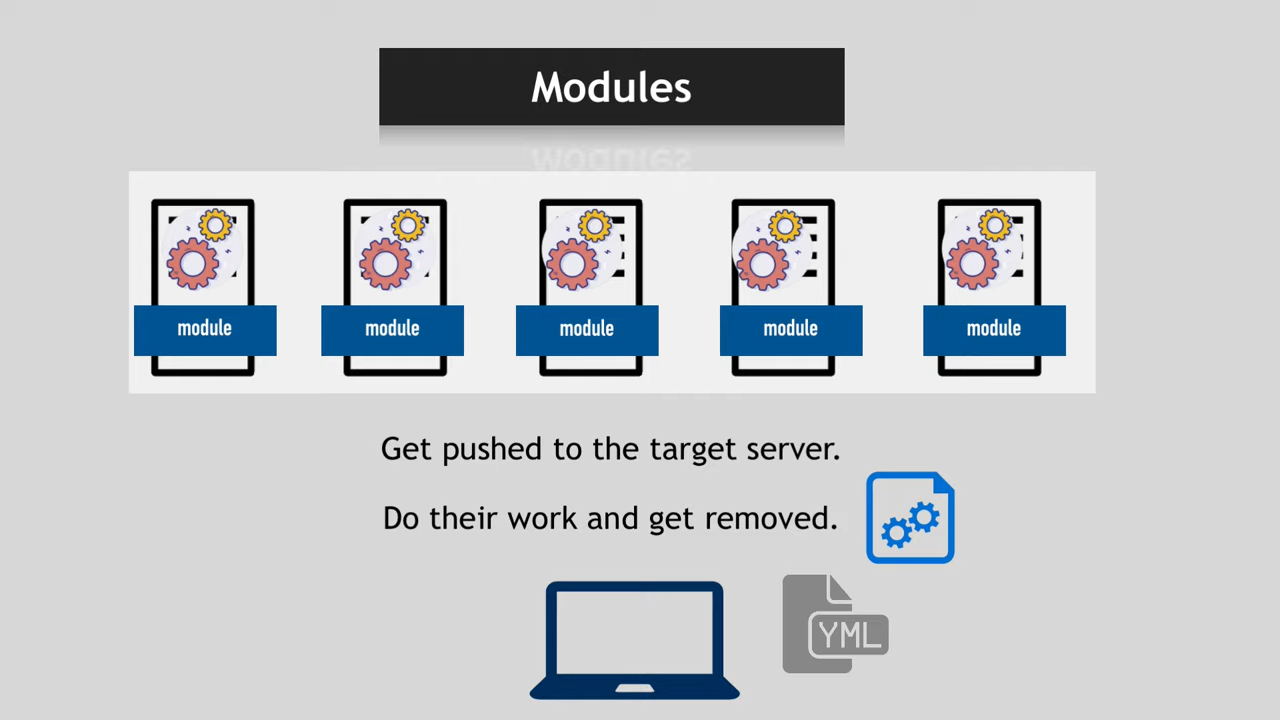 Modules
module
module
module
module
module
Get pushed to the target server.
Do their work and get removed.
YML